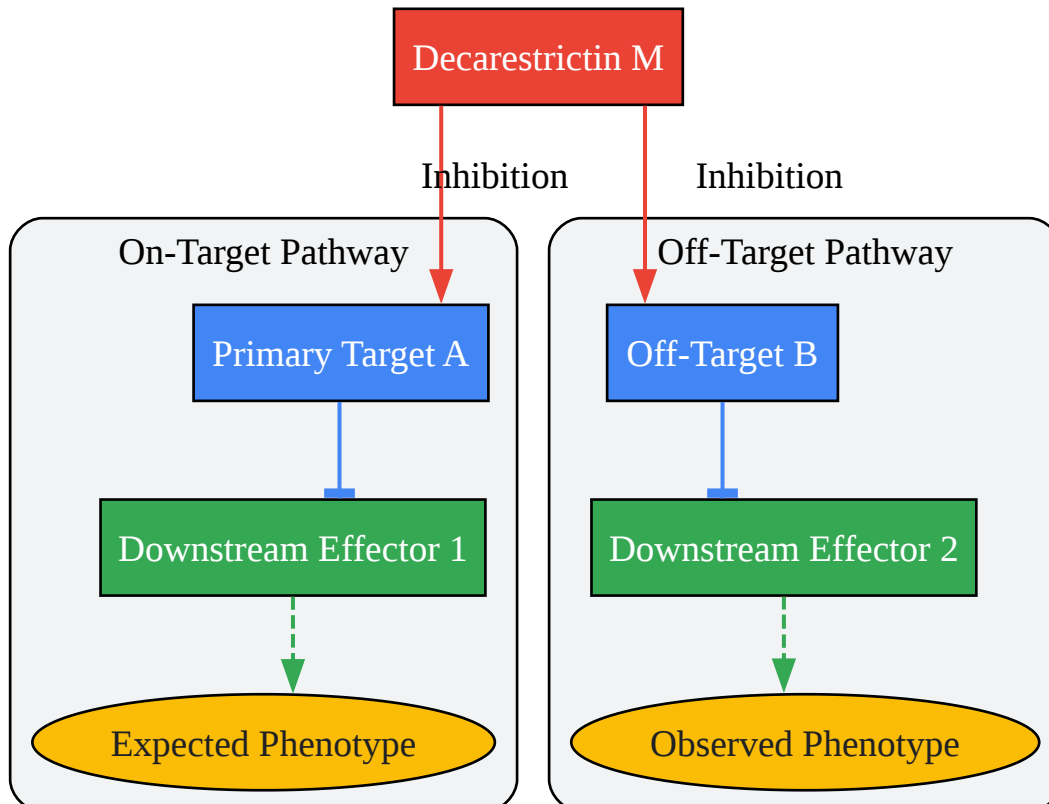 Decarestrictin M
Inhibition
Inhibition
On-Target Pathway
Off-Target Pathway
Primary Target A
Off-Target B
Downstream Effector 1
Downstream Effector 2
Expected Phenotype
Observed Phenotype